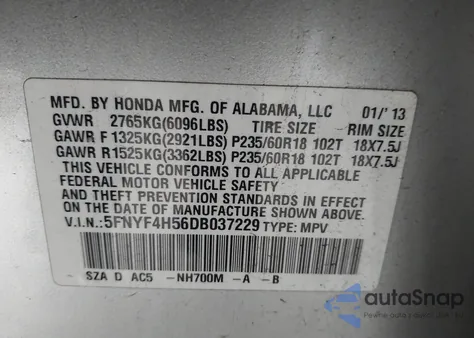 MFD. BY HONDA MFG. OF ALABAMA, LLC 01/'13
GVWR 2765KG(6096LBS) TIRE SIZE RIM SIZE
GAWR F 1325KG(2921LBS) P235/60R18 102T 18X7.5J
GAWR R 1525KG(3362LBS) P235/60R18 102T 18X7.5J
THIS VEHICLE CONFORMS TO ALL APPLICABLE
FEDERAL MOTOR VEHICLE SAFETY AND
THEFT PREVENTION STANDARDS IN EFFECT ON
THE DATE OF MANUFACTURE SHOWN ABOVE.
V.I.N.:5FNYF4H56DB037229 TYPE: MPV
SZA D AC5 -NH700M -A -B
autaSnap